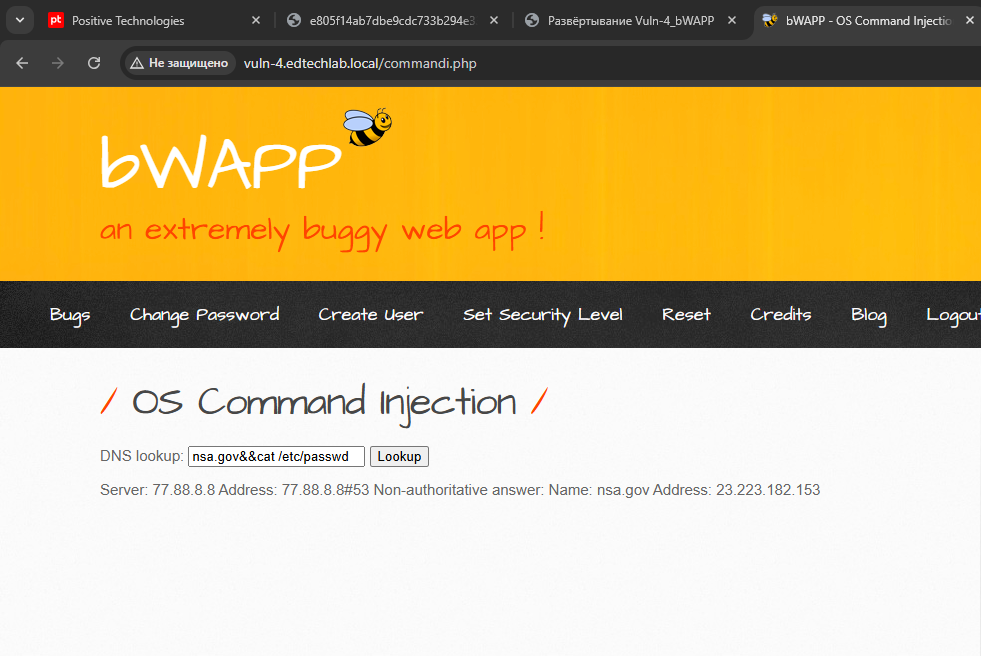 pt Positive Technologies
e805f14ab7dbe9cdc733b294e3
Развёртывание Vuln-4_bWAPP
bWAPP - OS Command Injectio
Не защищено vuln-4.edtechlab.local/commandi.php
bWAPP
an extremely buggy web app !
Bugs Change Password Create User Set Security Level Reset Credits Blog Logout
/ OS Command Injection /
DNS lookup: nsa.gov&&cat /etc/passwd Lookup
Server: 77.88.8.8 Address: 77.88.8.8#53 Non-authoritative answer: Name: nsa.gov Address: 23.223.182.153